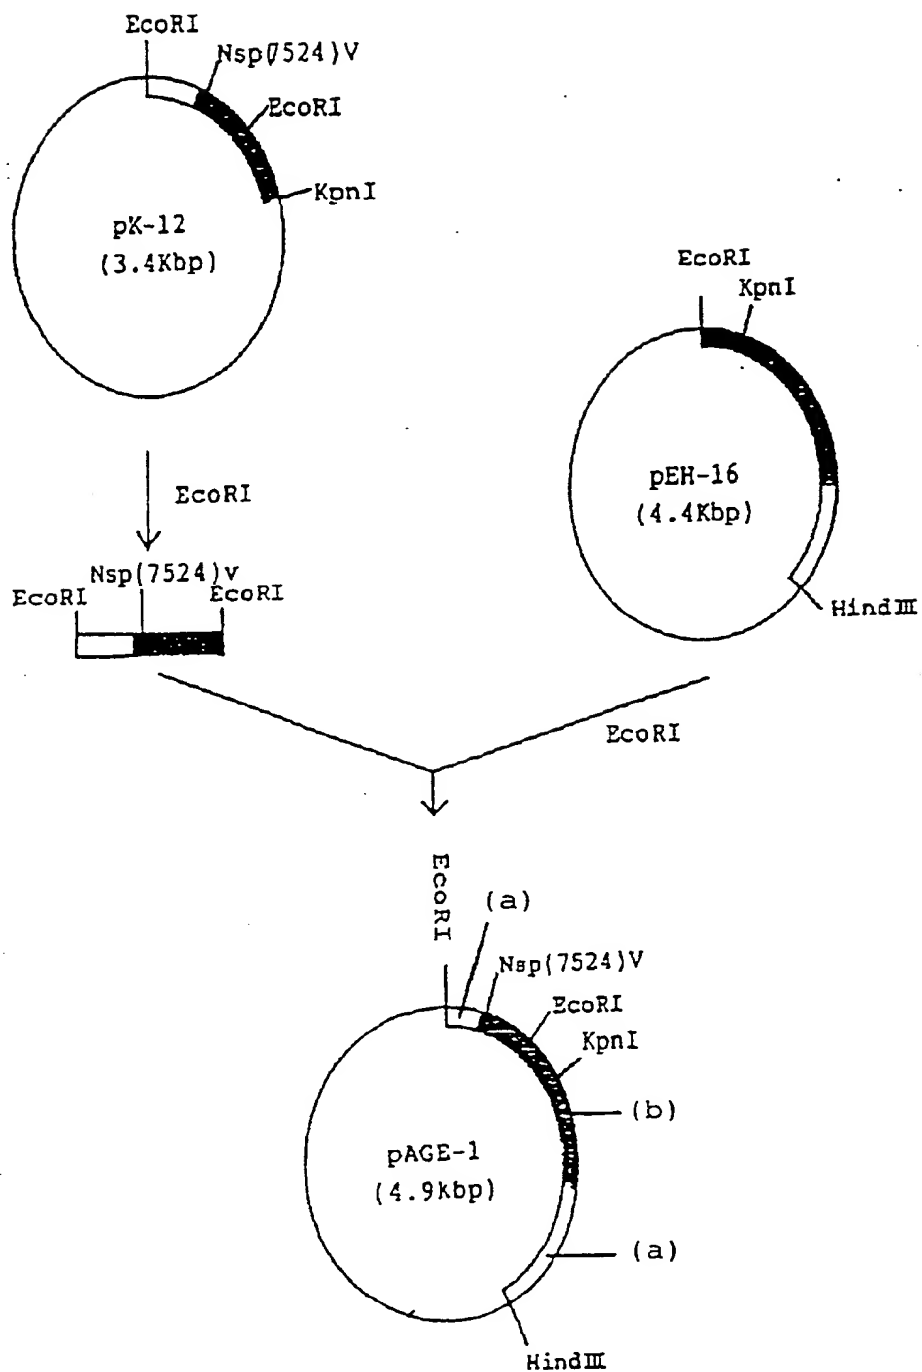 EcoRI
Nsp(7524)V
EcoRI
KpnI
pK-12
(3.4Kbp)
EcoRI
KpnI
pEH-16
(4.4Kbp)
HindⅢ
EcoRI
Nsp(7524)v
EcoRI
EcoRI
EcoRI
EcoRI
(a)
Nsp(7524)V
EcoRI
KpnI
(b)
pAGE-1
(4.9kbp)
(a)
HindⅢ